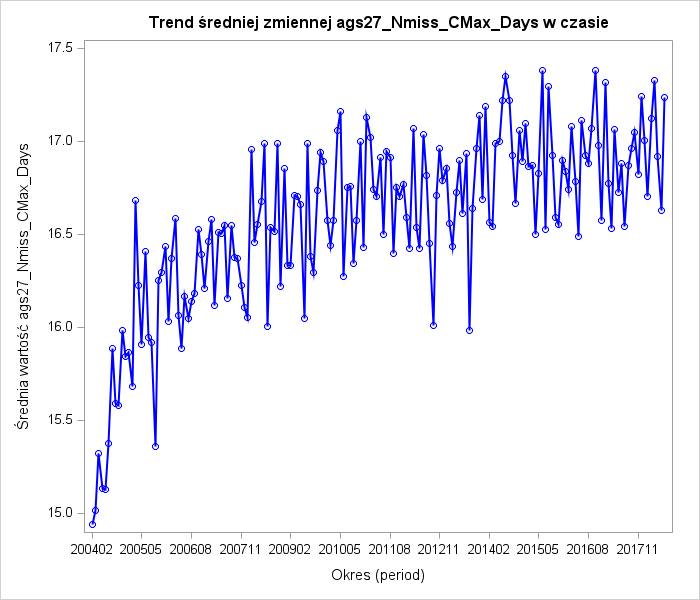 Trend średniej zmiennej ags27_Nmiss_CMax_Days w czasie
17.5
17.0
16.5
16.0
15.5
15.0
Średnia wartość ags27_Nmiss_CMax_Days
200402 200505 200608 200711 200902 201005 201108 201211 201402 201505 201608 201711
Okres (period)